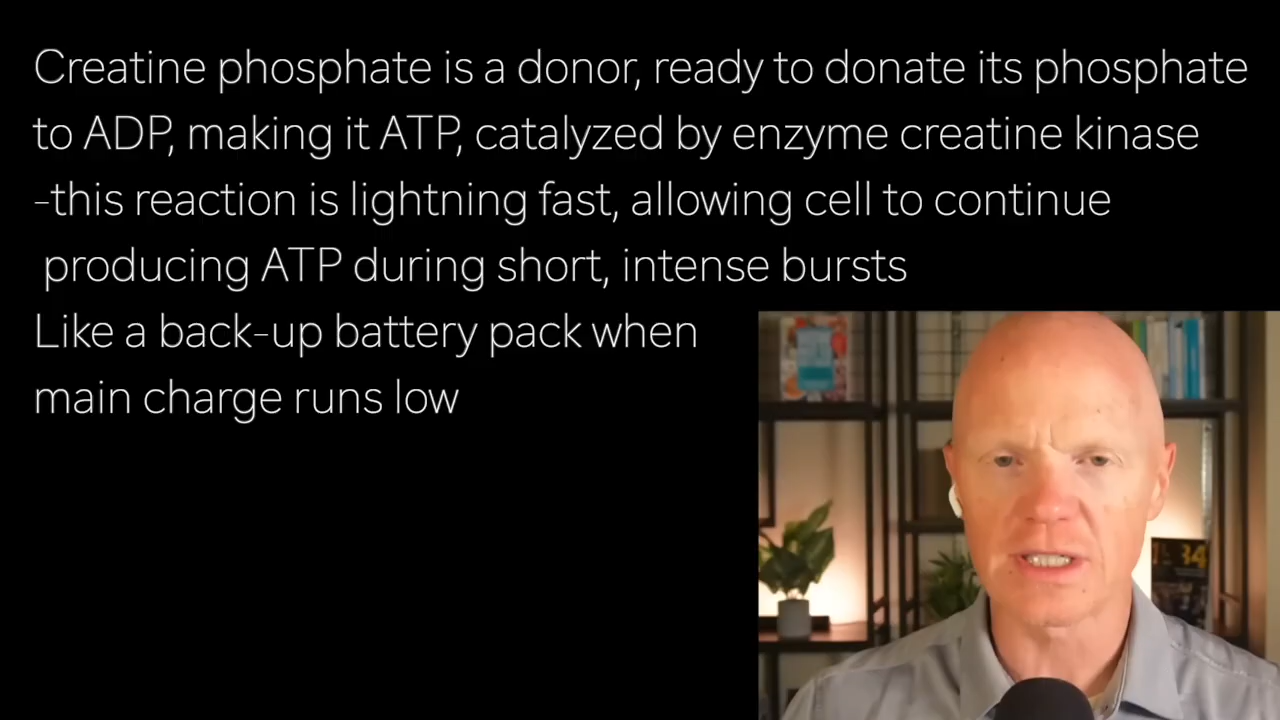 Creatine phosphate is a donor, ready to donate its phosphate
to ADP, making it ATP, catalyzed by enzyme creatine kinase
-this reaction is lightning fast, allowing cell to continue
producing ATP during short, intense bursts
Like a back-up battery pack when
main charge runs low